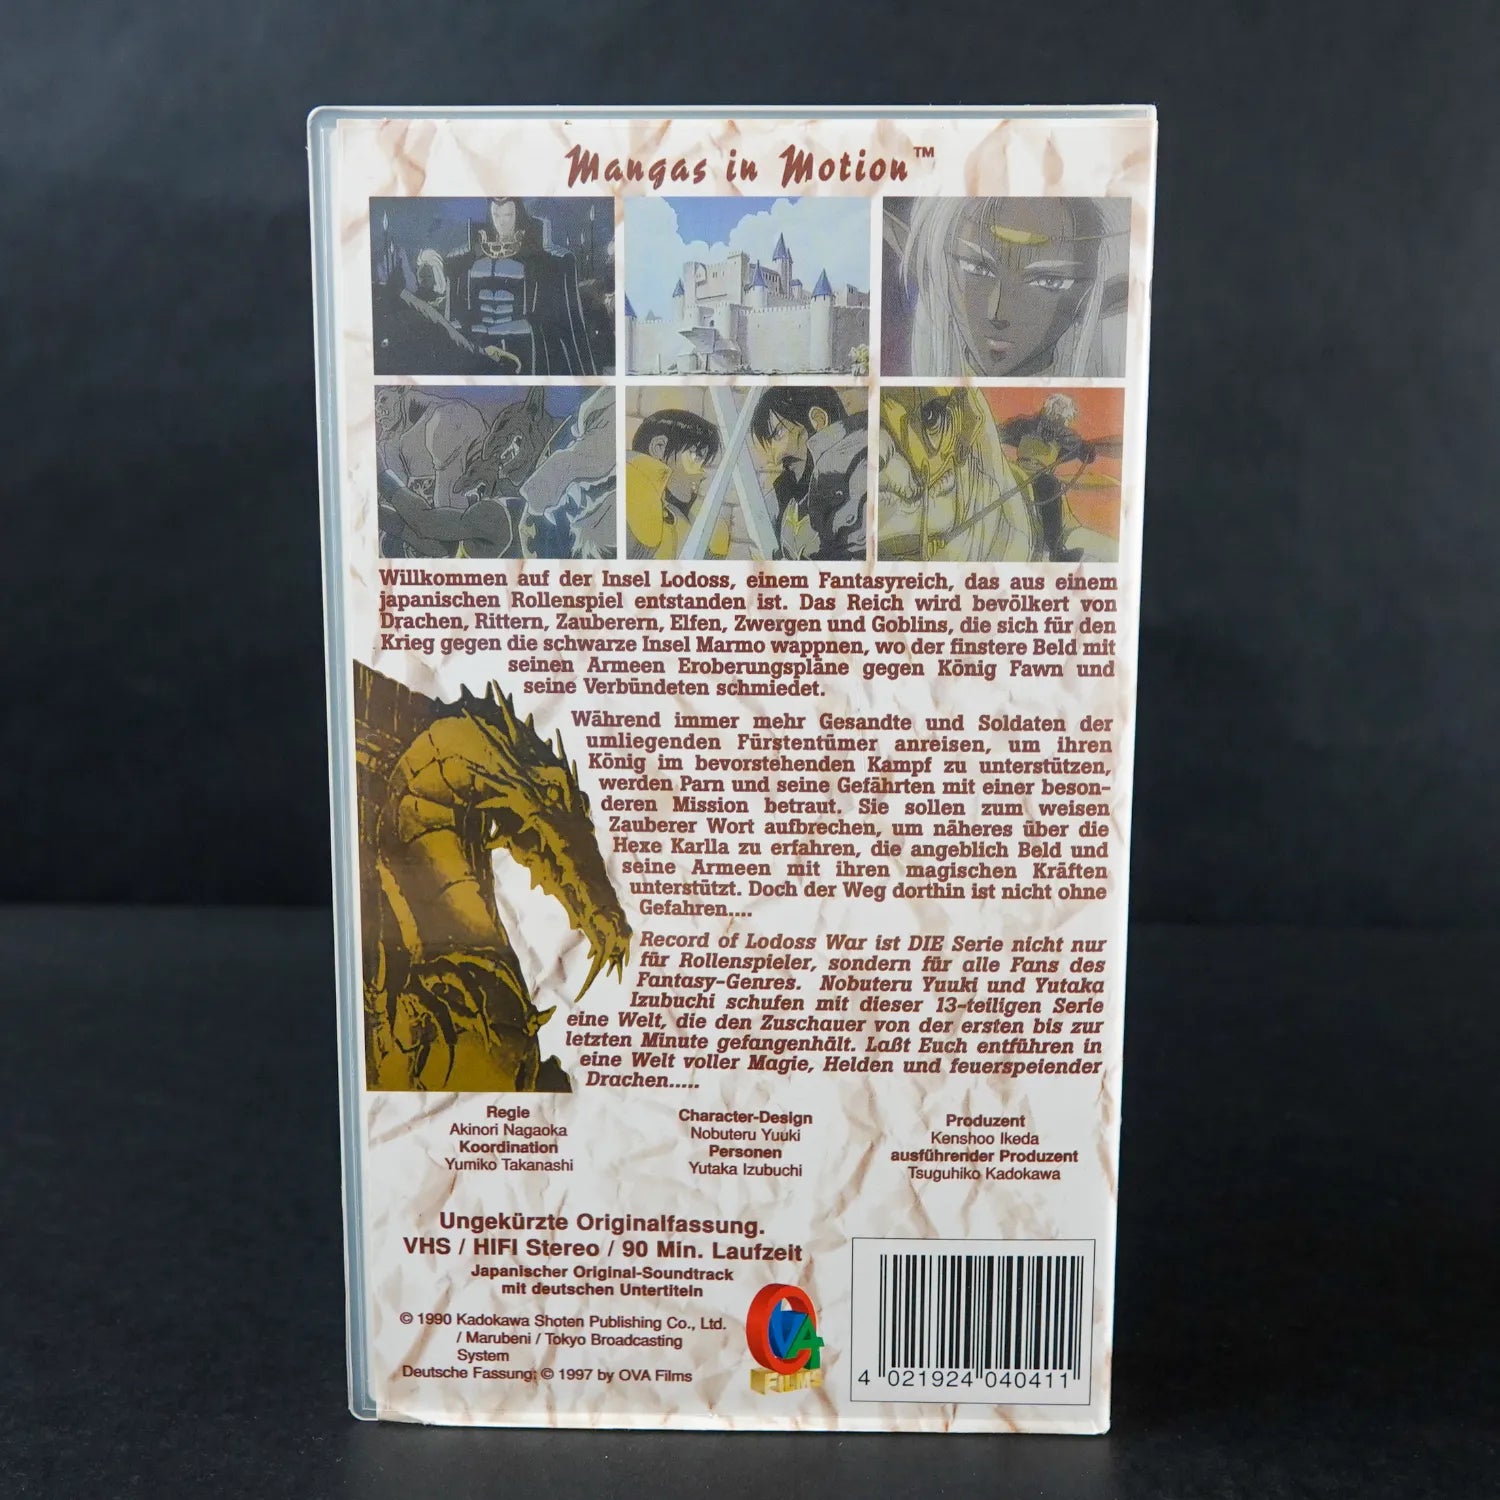 Mangas in Motion™
Willkommen auf der Insel Lodoss, einem Fantasyreich, das aus einem
japanischen Rollenspiel entstanden ist. Das Reich wird bevölkert von
Drachen, Rittern, Zauberern, Elfen, Zwergen und Goblins, die sich für den
Krieg gegen die schwarze Insel Marmo wappnen, wo der finstere Beld mit
seinen Armeen Eroberungspläne gegen König Fawn und
seine Verbündeten schmiedet.
Während immer mehr Gesandte und Soldaten der
umliegenden Fürstentümer anreisen, um ihren
König im bevorstehenden Kampf zu unterstützen,
werden Parn und seine Gefährten mit einer beson-
deren Mission betraut. Sie sollen zum weisen
Zauberer Wort aufbrechen, um näheres über die
Hexe Karlla zu erfahren, die angeblich Beld und
seine Armeen mit ihren magischen Kräften
unterstützt. Doch der Weg dorthin ist nicht ohne
Gefahren....
Record of Lodoss War ist DIE Serie nicht nur
für Rollenspieler, sondern für alle Fans des
Fantasy-Genres. Nobuteru Yuuki und Yutaka
Izubuchi schufen mit dieser 13-teiligen Serie
eine Welt, die den Zuschauer von der ersten bis zur
letzten Minute gefangenhält. Laßt Euch entführen in
eine Welt voller Magie, Helden und feuerspeiender
Drachen.....
Regie
Akinori Nagaoka
Koordination
Yumiko Takanashi
Character-Design
Nobuteru Yuuki
Personen
Yutaka Izubuchi
Produzent
Kenshoo Ikeda
ausführender Produzent
Tsuguhiko Kadokawa
Ungekürzte Originalfassung.
VHS / HIFI Stereo / 90 Min. Laufzeit
Japanischer Original-Soundtrack
mit deutschen Untertiteln
© 1990 Kadokawa Shoten Publishing Co., Ltd.
/ Marubeni / Tokyo Broadcasting
System
Deutsche Fassung: © 1997 by OVA Films
OVA
FILMS
4 021924 040411